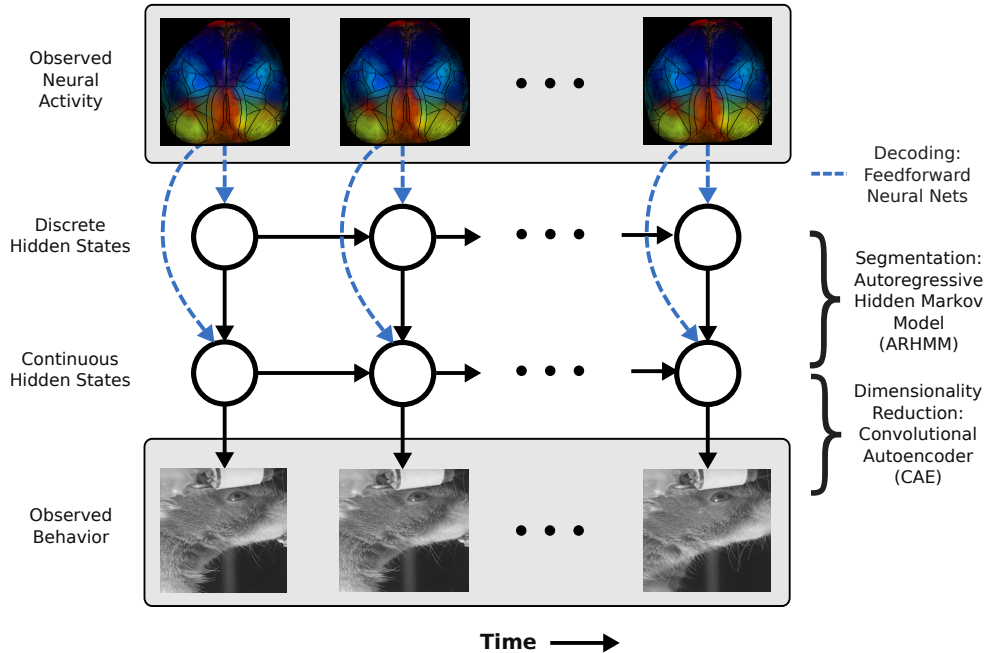 Observed
Neural
Activity
Decoding:
Feedforward
Neural Nets
Discrete
Hidden States
Segmentation:
Autoregressive
Hidden Markov
Model
(ARHMM)
Continuous
Hidden States
Dimensionality
Reduction:
Convolutional
Autoencoder
(CAE)
Observed
Behavior
Time